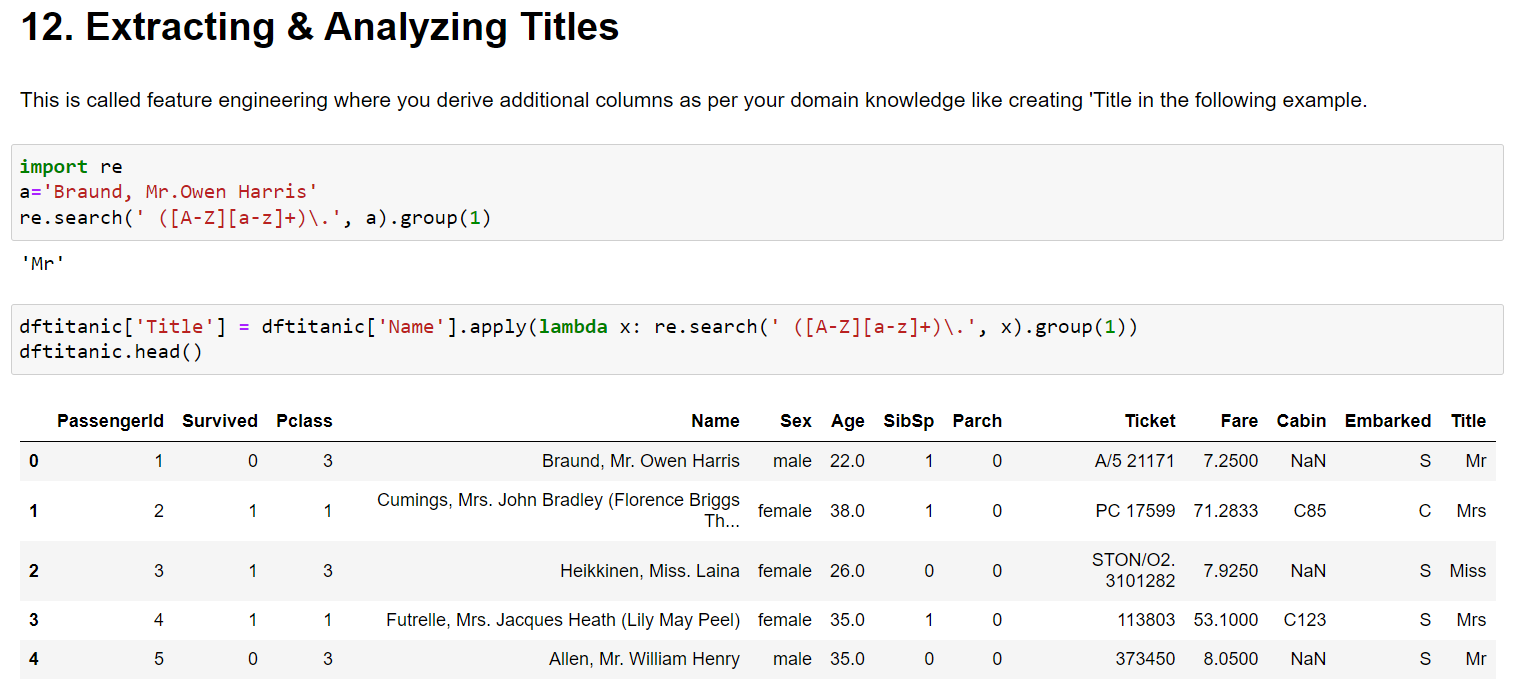 12. Extracting & Analyzing Titles
This is called feature engineering where you derive additional columns as per your domain knowledge like creating 'Title in the following example.
import re
a='Braund, Mr.Owen Harris'
re.search(' ([A-Z][a-z]+)\.', a).group(1)
'Mr'
dftitanic['Title'] = dftitanic['Name'].apply(lambda x: re.search(' ([A-Z][a-z]+)\.', x).group(1))
dftitanic.head()
PassengerId Survived Pclass Name Sex Age SibSp Parch Ticket Fare Cabin Embarked Title
0 1 0 3 Braund, Mr. Owen Harris male 22.0 1 0 A/5 21171 7.2500 NaN S Mr
1 2 1 1 Cumings, Mrs. John Bradley (Florence Briggs
Th... female 38.0 1 0 PC 17599 71.2833 C85 C Mrs
2 3 1 3 Heikkinen, Miss. Laina female 26.0 0 0 STON/O2.
3101282 7.9250 NaN S Miss
3 4 1 1 Futrelle, Mrs. Jacques Heath (Lily May Peel) female 35.0 1 0 113803 53.1000 C123 S Mrs
4 5 0 3 Allen, Mr. William Henry male 35.0 0 0 373450 8.0500 NaN S Mr